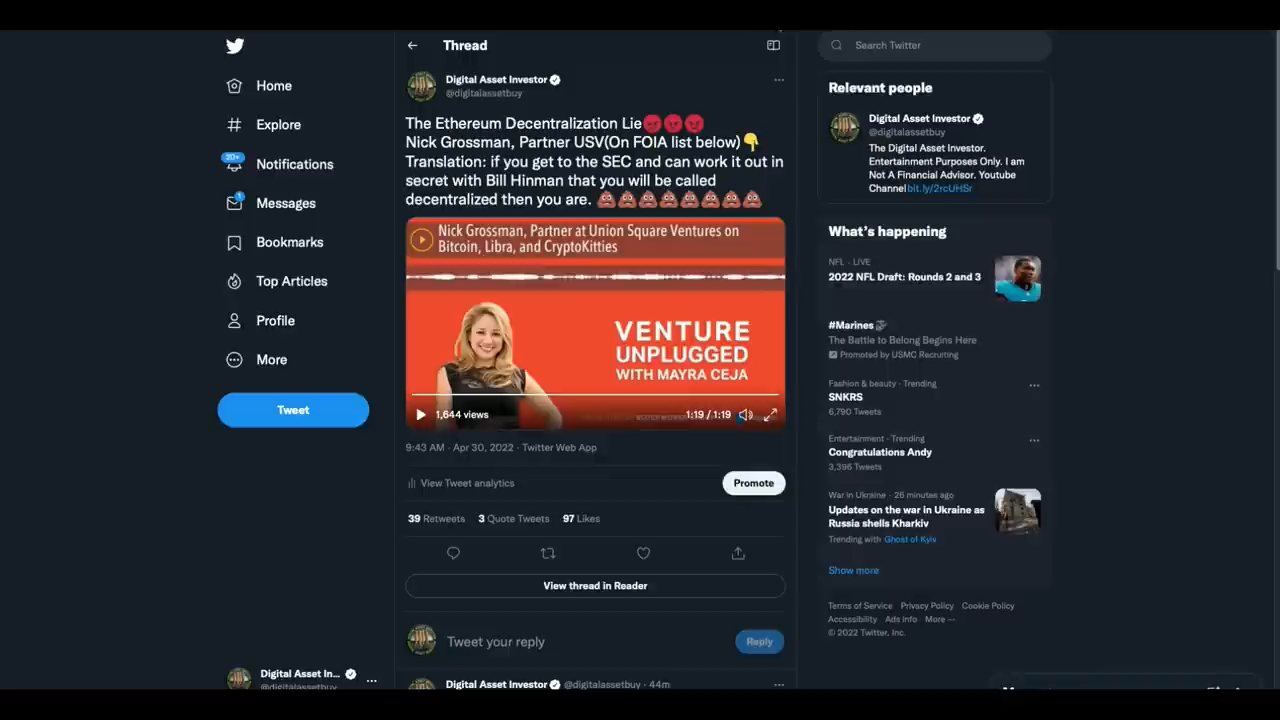 Home
Explore
20+
Notifications
1
Messages
Bookmarks
Top Articles
Profile
More
Tweet
Digital Asset In...
@digitalassetbuy
Thread
Digital Asset Investor
@digitalassetbuy
The Ethereum Decentralization Lie😡😡😡
Nick Grossman, Partner USV(On FOIA list below)👇
Translation: if you get to the SEC and can work it out in
secret with Bill Hinman that you will be called
decentralized then you are. 💩💩💩💩💩💩💩💩
Nick Grossman, Partner at Union Square Ventures on
Bitcoin, Libra, and CryptoKitties
VENTURE
UNPLUGGED
WITH MAYRA CEJA
1,644 views
1:19 / 1:19
9:43 AM · Apr 30, 2022 · Twitter Web App
View Tweet analytics
Promote
39 Retweets 3 Quote Tweets 97 Likes
View thread in Reader
Tweet your reply
Reply
Digital Asset Investor @digitalassetbuy · 44m
Search Twitter
Relevant people
Digital Asset Investor
@digitalassetbuy
The Digital Asset Investor.
Entertainment Purposes Only. I am
Not A Financial Advisor. Youtube
Channel bit.ly/2rcUHSr
What's happening
NFL · LIVE
2022 NFL Draft: Rounds 2 and 3
#Marines
The Battle to Belong Begins Here
Promoted by USMC Recruiting
Fashion & beauty · Trending
SNKRS
6,790 Tweets
Entertainment · Trending
Congratulations Andy
3,396 Tweets
War in Ukraine · 26 minutes ago
Updates on the war in Ukraine as
Russia shells Kharkiv
Trending with Ghost of Kyiv
Show more
Terms of Service Privacy Policy Cookie Policy
Accessibility Ads info More ···
© 2022 Twitter, Inc.